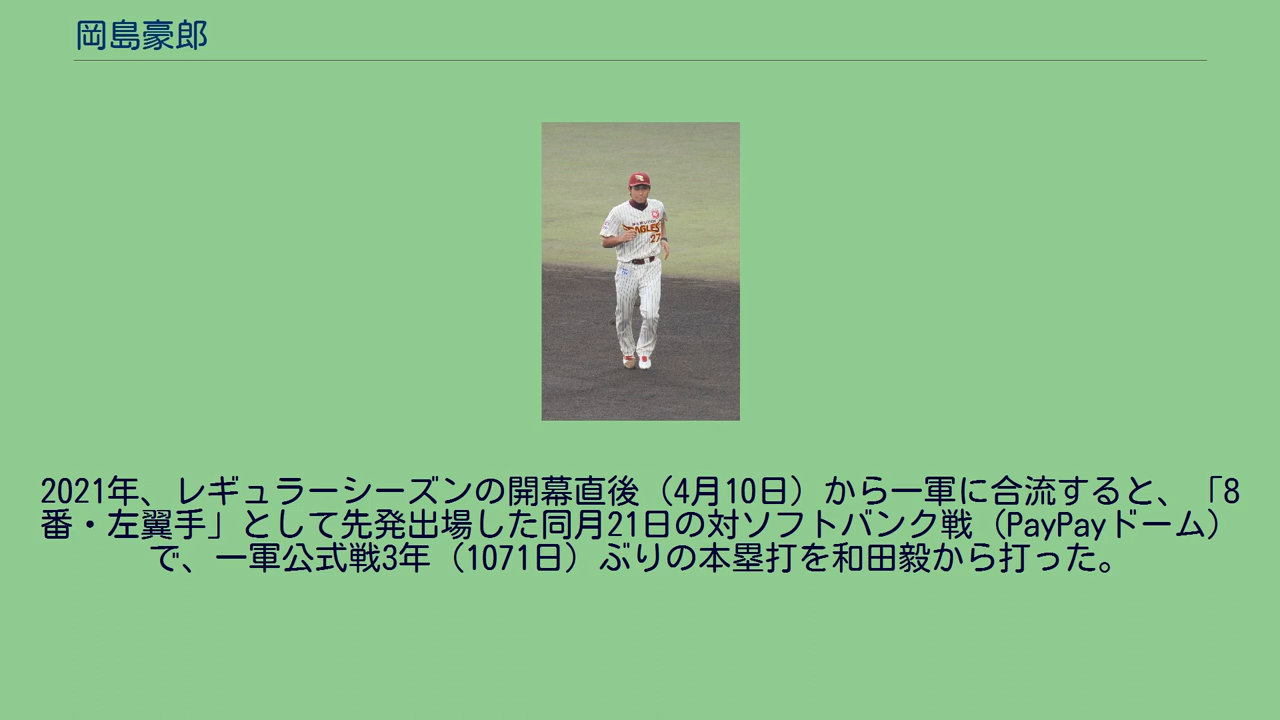 岡島豪郎
EAGLES
27
2021年、レギュラーシーズンの開幕直後（4月10日）から一軍に合流すると、「8
番・左翼手」として先発出場した同月21日の対ソフトバンク戦（PayPayドーム）
で、一軍公式戦3年（1071日）ぶりの本塁打を和田毅から打った。